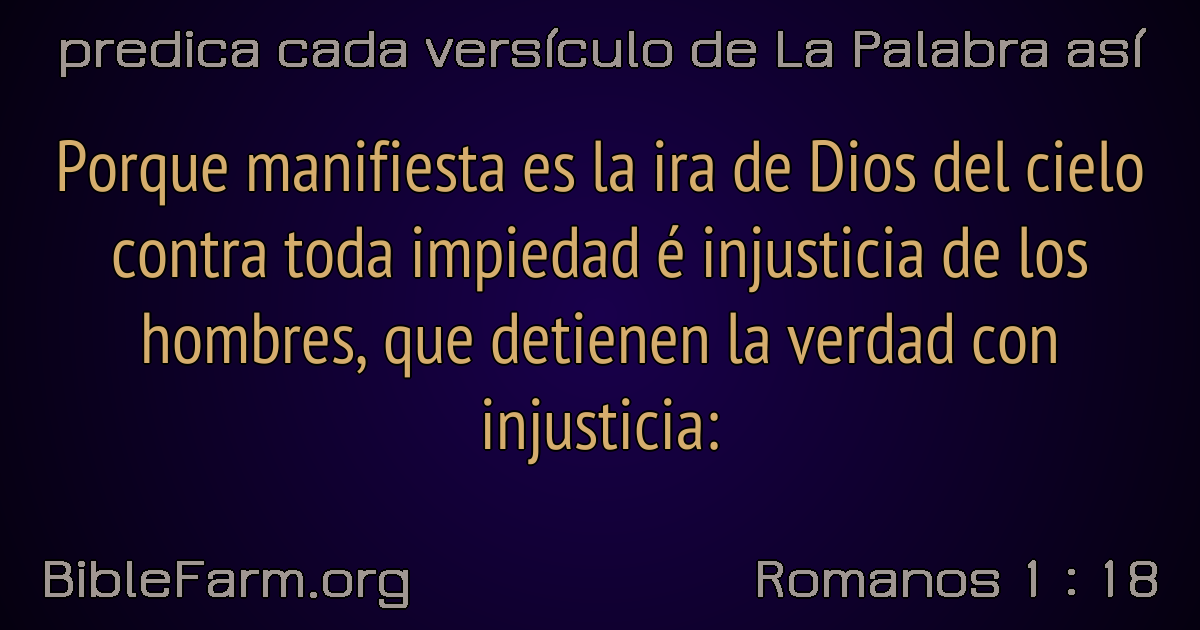 predica cada versículo de La Palabra así
Porque manifiesta es la ira de Dios del cielo
contra toda impiedad é injusticia de los
hombres, que detienen la verdad con
injusticia:
BibleFarm.org
Romanos 1 : 18